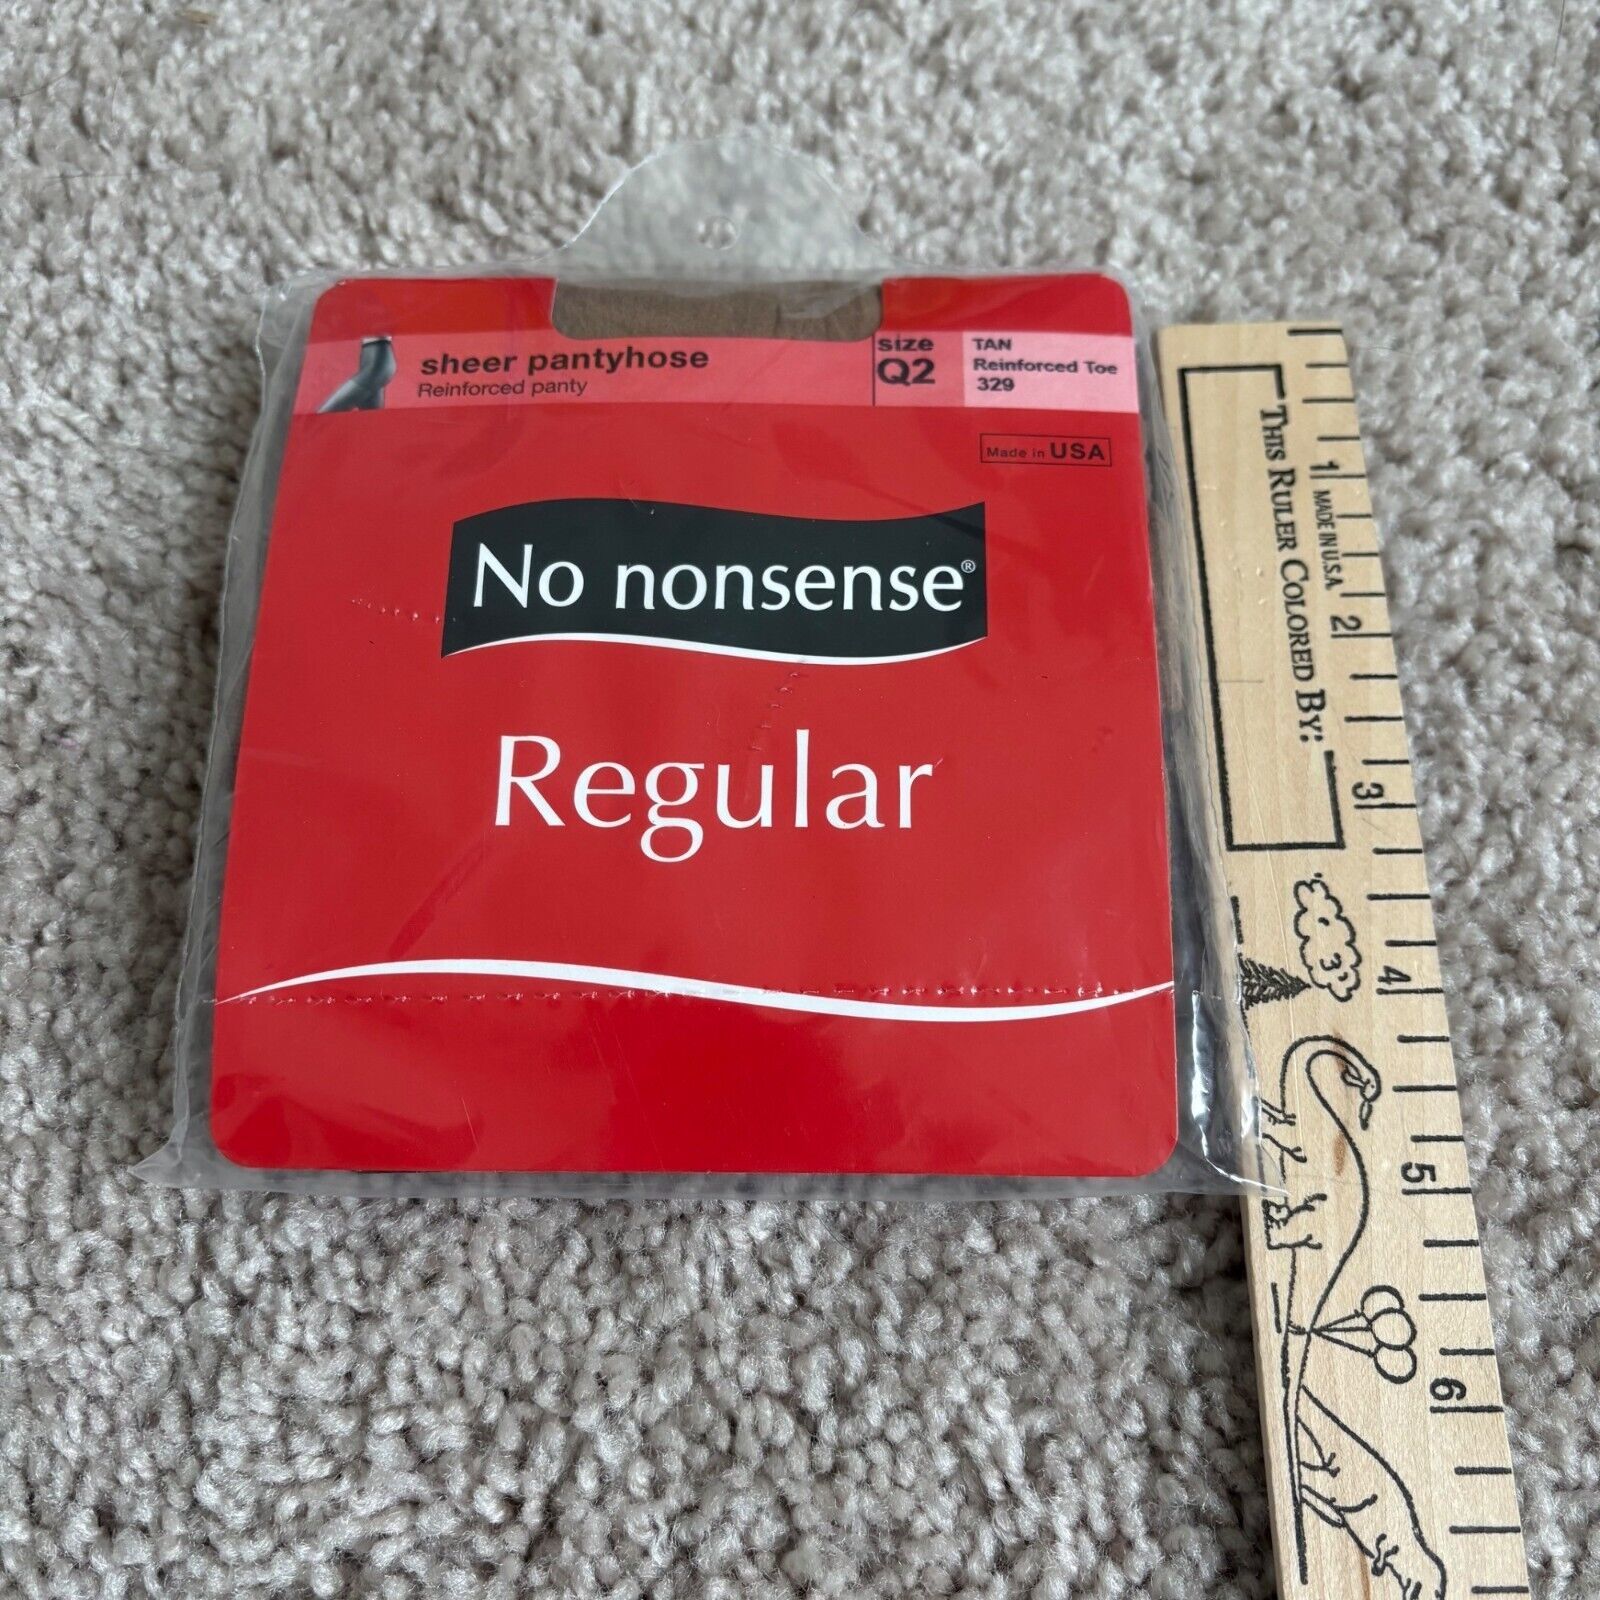 sheer pantyhose
Reinforced panty
size
Q2
TAN
Reinforced Toe
329
Made in USA
No nonsense®
Regular
THIS RULER COLORED BY:
MADE IN U.S.A
1
2
3
4
5
6
3